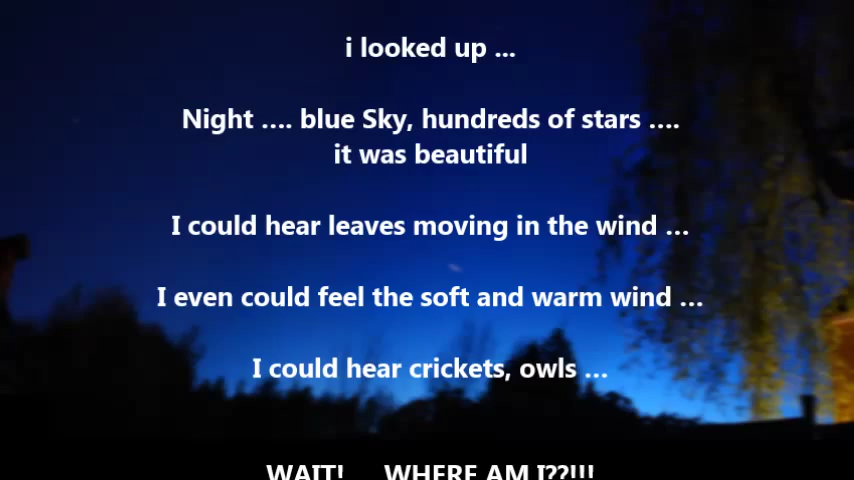 i looked up ...
Night .... blue Sky, hundreds of stars ....
it was beautiful
I could hear leaves moving in the wind ...
I even could feel the soft and warm wind ...
I could hear crickets, owls ...
WAIT! WHERE AM I??!!!